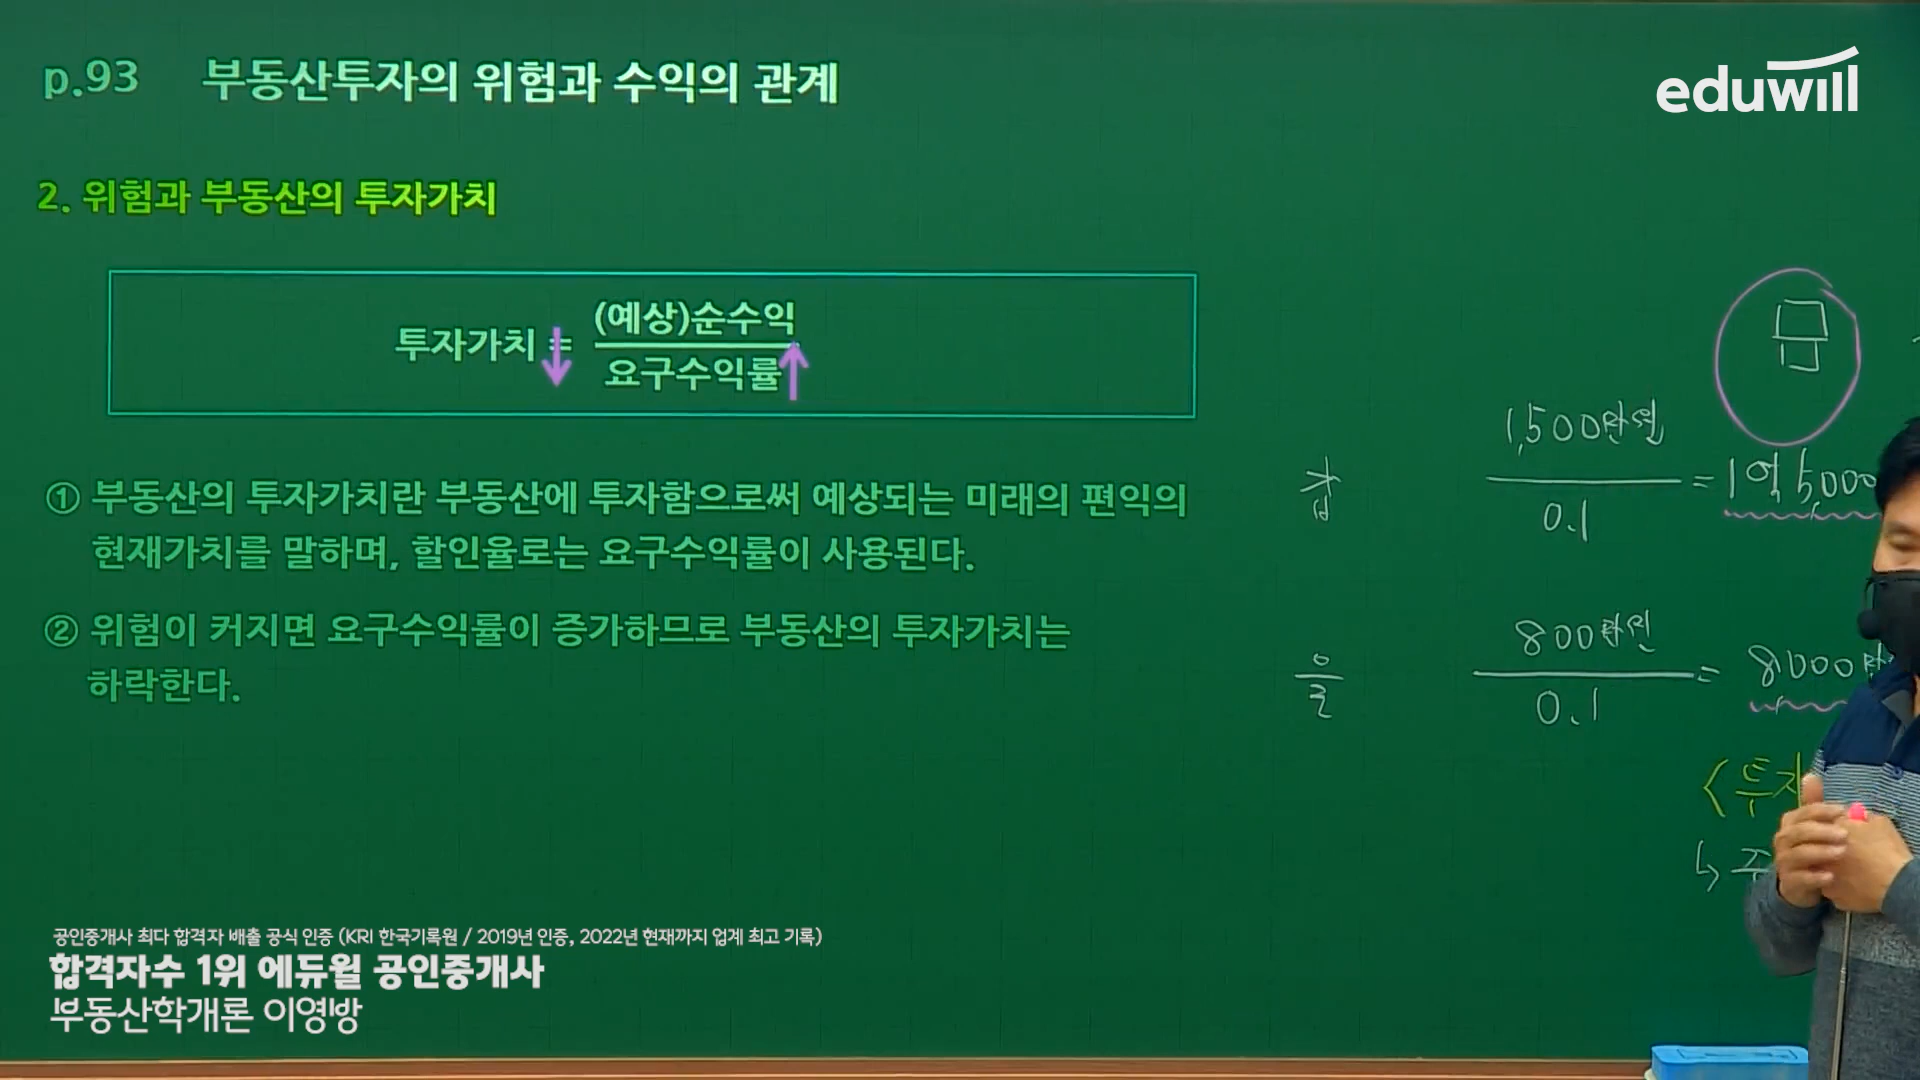 p.93 부동산투자의 위험과 수익의 관계
eduwill
2. 위험과 부동산의 투자가치
투자가치 = (예상)순수익
요구수익률
① 부동산의 투자가치란 부동산에 투자함으로써 예상되는 미래의 편익의
현재가치를 말하며, 할인율로는 요구수익률이 사용된다.
② 위험이 커지면 요구수익률이 증가하므로 부동산의 투자가치는
하락한다.
1,500만원
갑 = 1억 5,000
0.1
800만원
을 = 8000만
0.1
<투자
↳
공인중개사 최다 합격자 배출 공식 인증 (KRI 한국기록원 / 2019년 인증, 2022년 현재까지 업계 최고 기록)
합격자수 1위 에듀윌 공인중개사
부동산학개론 이영방